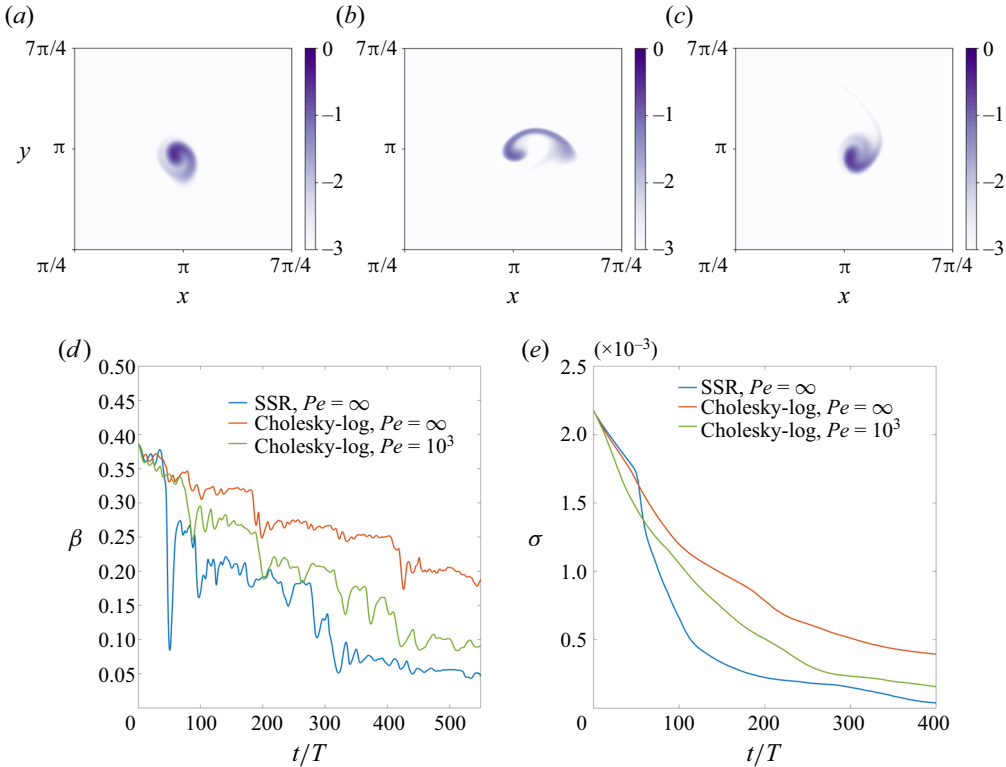 (a)
(b)
(c)
7π/4
0
7π/4
0
7π/4
0
–1
–1
–1
y
π
π
π
–2
–2
–2
–3
–3
–3
π/4
π/4
π/4
π/4
π
7π/4
π/4
π
7π/4
π/4
π
7π/4
x
x
x
(d)
0.50
0.45
0.40
0.35
0.30
0.25
0.20
0.15
0.10
0.05
β
SSR, Pe = ∞
Cholesky-log, Pe = ∞
Cholesky-log, Pe = 10³
0
100
200
300
400
500
t/T
(e)
(×10⁻³)
2.5
2.0
1.5
1.0
0.5
σ
SSR, Pe = ∞
Cholesky-log, Pe = ∞
Cholesky-log, Pe = 10³
0
100
200
300
400
t/T